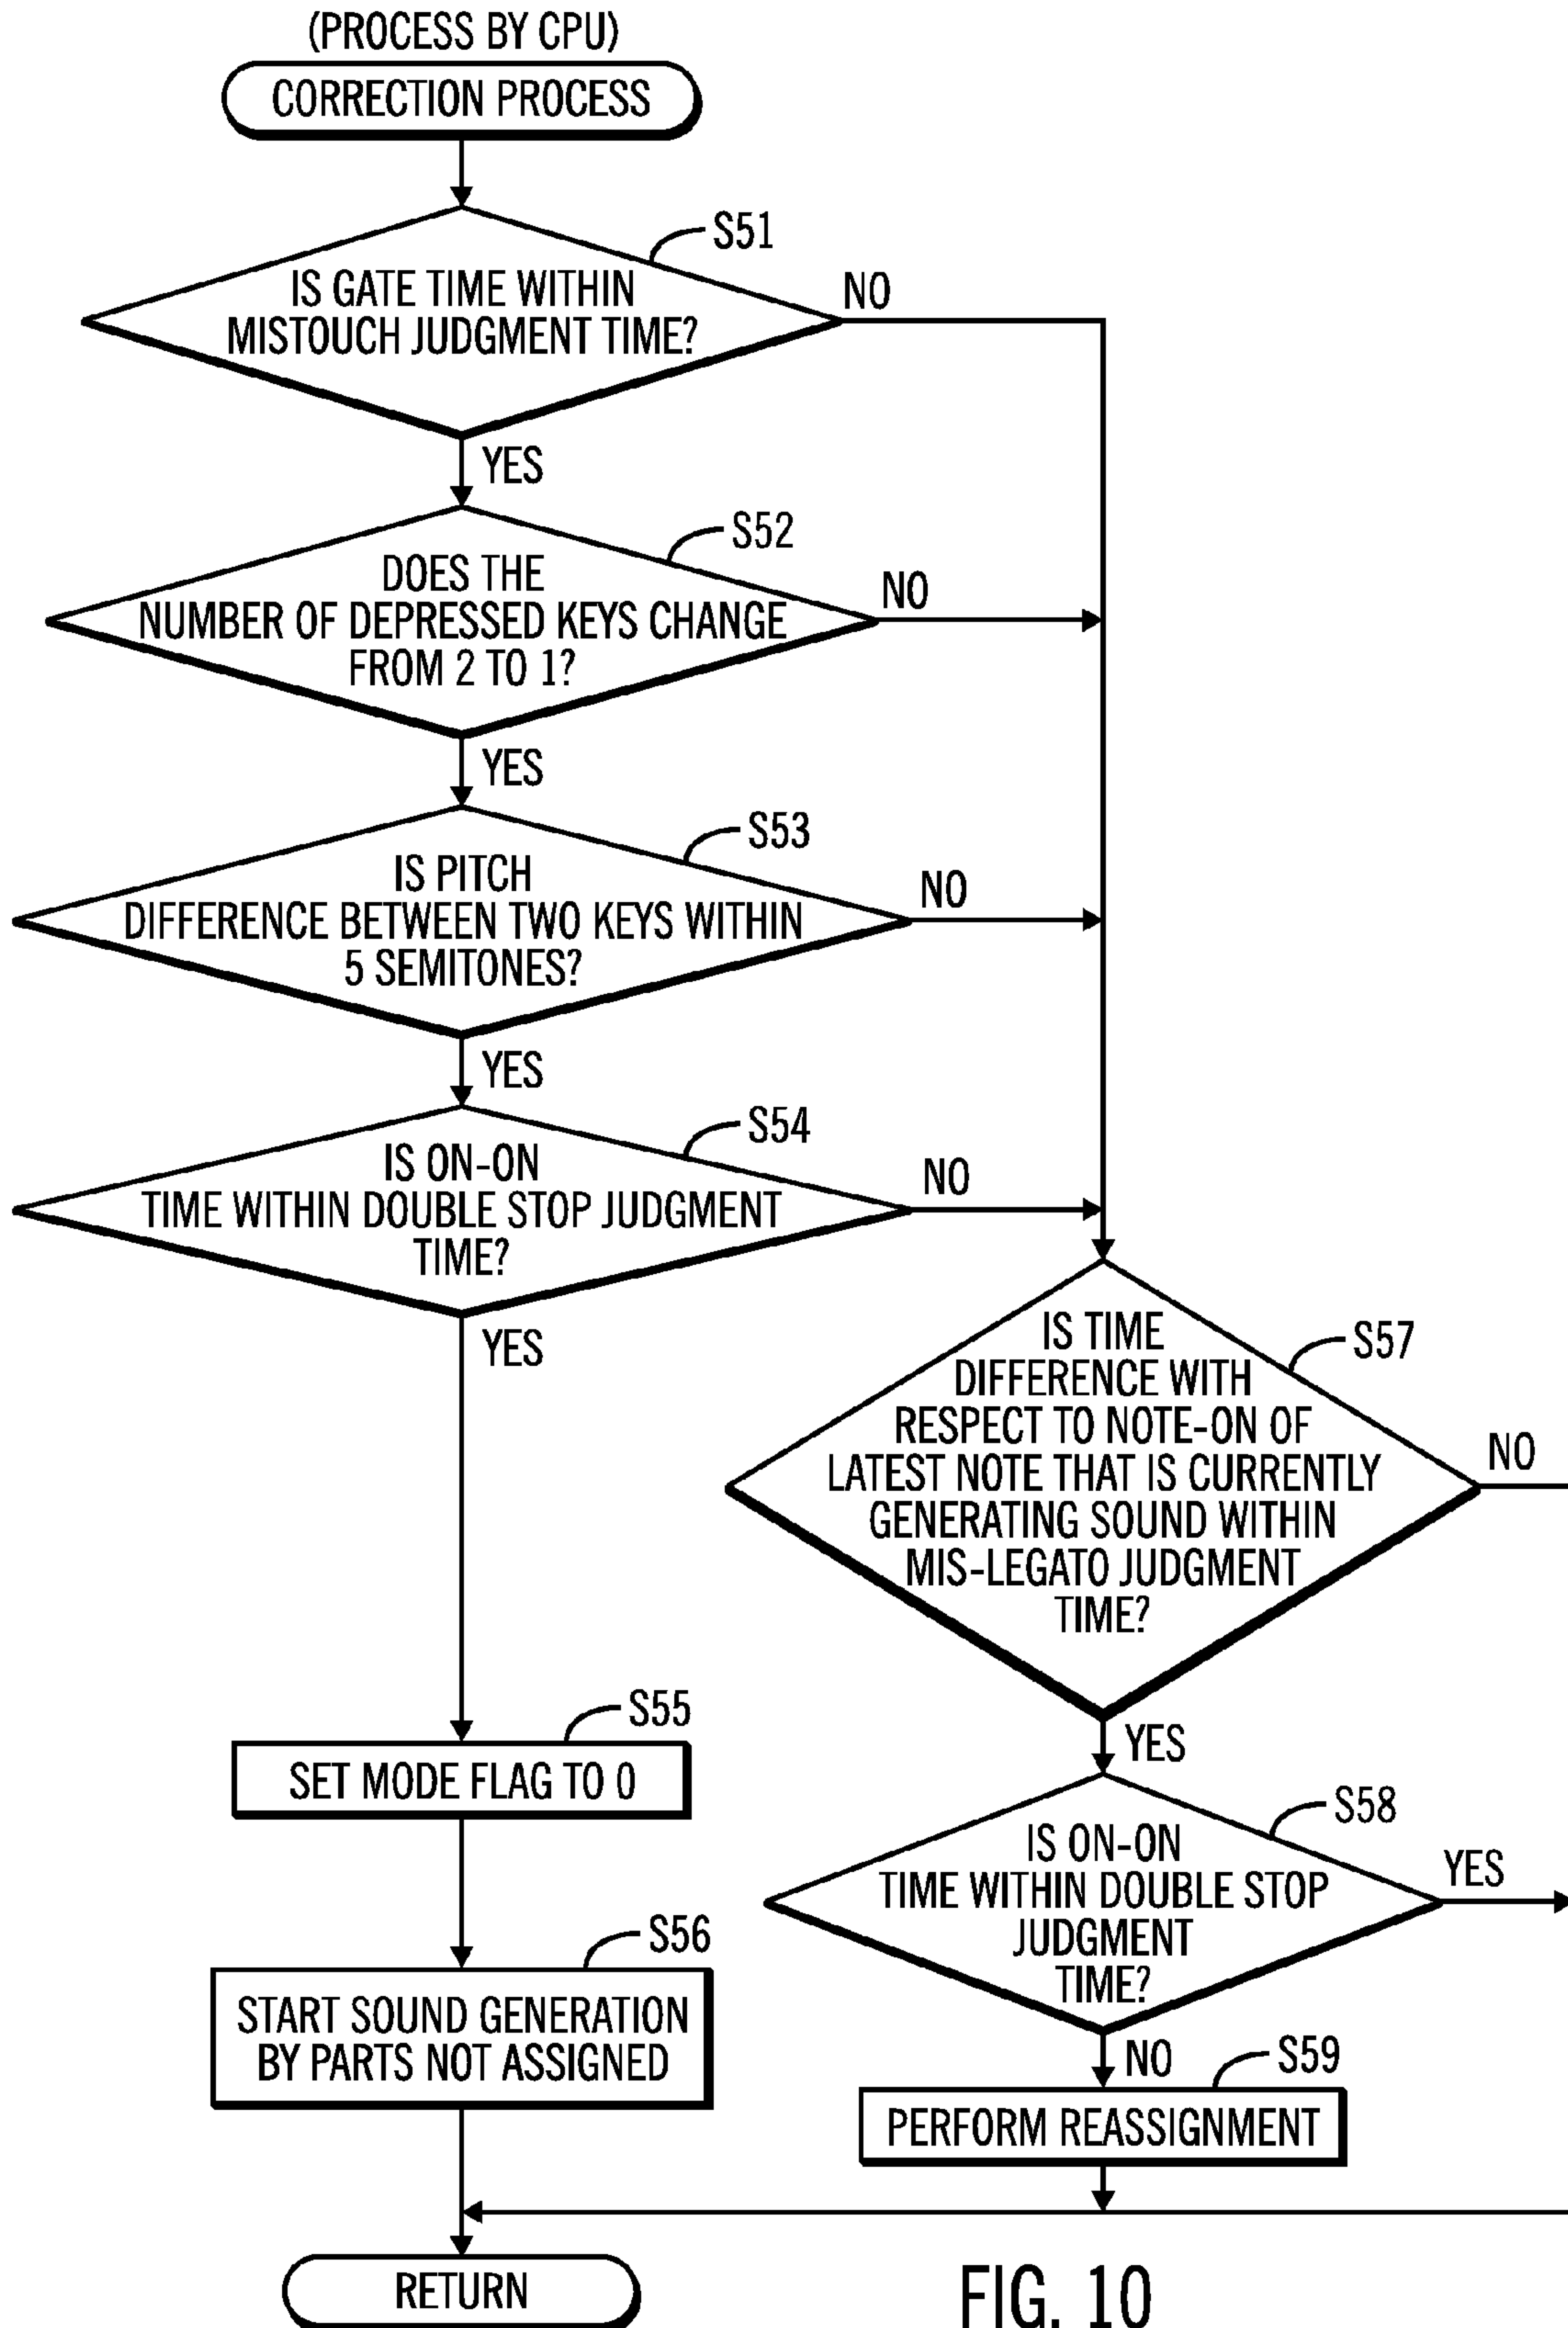 (PROCESS BY CPU)
CORRECTION PROCESS
S51
IS GATE TIME WITHIN
MISTOUCH JUDGMENT TIME?
NO
YES
S52
DOES THE
NUMBER OF DEPRESSED KEYS CHANGE
FROM 2 TO 1?
NO
YES
S53
IS PITCH
DIFFERENCE BETWEEN TWO KEYS WITHIN
5 SEMITONES?
NO
YES
S54
IS ON-ON
TIME WITHIN DOUBLE STOP JUDGMENT
TIME?
NO
YES
S57
IS TIME
DIFFERENCE WITH
RESPECT TO NOTE-ON OF
LATEST NOTE THAT IS CURRENTLY
GENERATING SOUND WITHIN
MIS-LEGATO JUDGMENT
TIME?
NO
YES
S55
SET MODE FLAG TO 0
S58
IS ON-ON
TIME WITHIN DOUBLE STOP
JUDGMENT
TIME?
YES
NO
S56
START SOUND GENERATION
BY PARTS NOT ASSIGNED
S59
PERFORM REASSIGNMENT
RETURN
FIG. 10